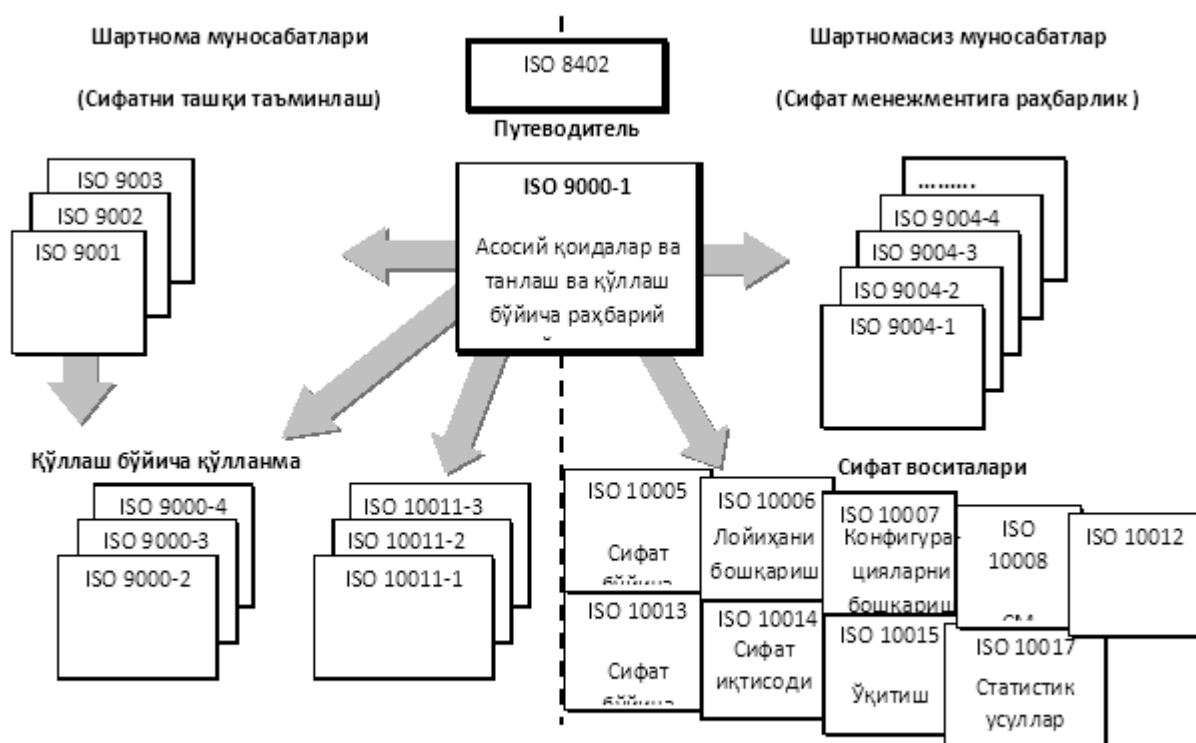 Шартнома муносабатлари
(Сифатни ташқи таъминлаш)
ISO 8402
Шартномасиз муносабатлар
(Сифат менежментига раҳбарлик )
Путеводитель
ISO 9003
ISO 9002
ISO 9001
ISO 9000-1
Асосий қоидалар ва
танлаш ва қўллаш
бўйича раҳбарий
..........
ISO 9004-4
ISO 9004-3
ISO 9004-2
ISO 9004-1
Қўллаш бўйича қўлланма
ISO 9000-4
ISO 9000-3
ISO 9000-2
ISO 10011-3
ISO 10011-2
ISO 10011-1
Сифат воситалари
ISO 10005
Сифат
бўйича
ISO 10006
Лойиҳани
бошқариш
ISO 10007
Конфигура-
цияларни
бошқариш
ISO
10008
СМ
ISO 10012
ISO 10013
Сифат
бўйича
ISO 10014
Сифат
иқтисоди
ISO 10015
Ўқитиш
ISO 10017
Статистик
усуллар